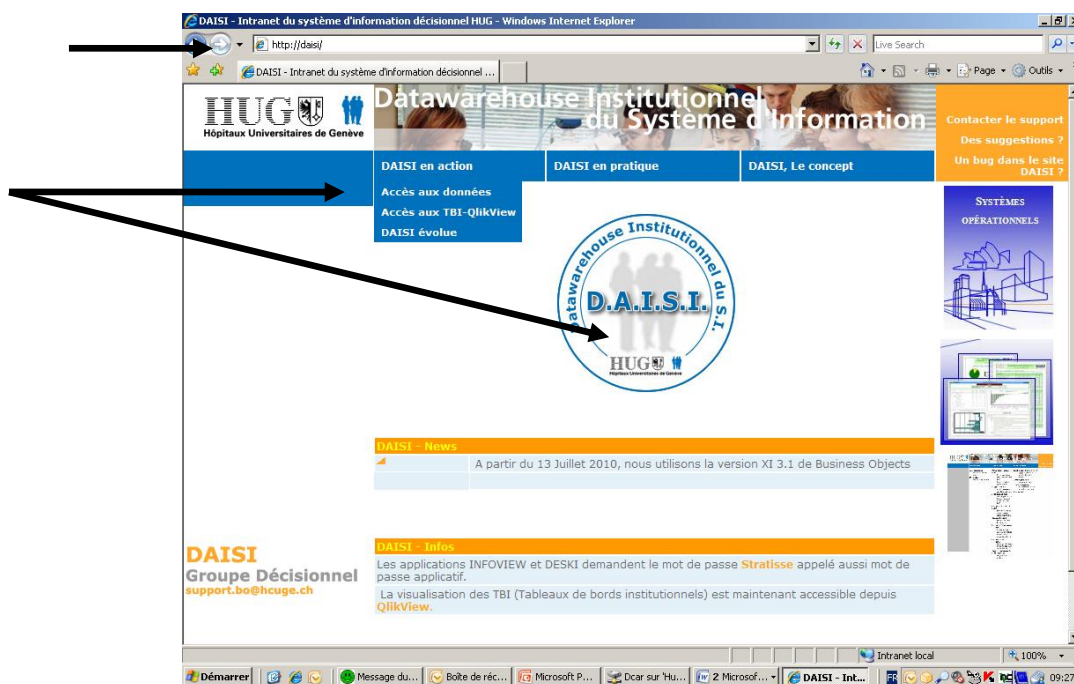 DAISI - Intranet du système d'information décisionnel HUG - Windows Internet Explorer
http://daisi/
Live Search
DAISI - Intranet du système d'information décisionnel ...
Page
Outils
HUG
Hôpitaux Universitaires de Genève
Datawarehouse Institutionnel
du Système d'Information
Contacter le support
Des suggestions ?
Un bug dans le site
DAISI ?
DAISI en action
DAISI en pratique
DAISI, Le concept
Accès aux données
Accès aux TBI-QlikView
DAISI évolue
SYSTÈMES
OPÉRATIONNELS
Datawarehouse Institutionnel du S.I.
D.A.I.S.I.
HUG
Hôpitaux Universitaires de Genève
DAISI - News
A partir du 13 Juillet 2010, nous utilisons la version XI 3.1 de Business Objects
DAISI - Infos
Les applications INFOVIEW et DESKI demandent le mot de passe Stratisse appelé aussi mot de
passe applicatif.
La visualisation des TBI (Tableaux de bords institutionnels) est maintenant accessible depuis
QlikView.
DAISI
Groupe Décisionnel
support.bo@hcuge.ch
Intranet local
100%
Démarrer
Message du...
Boîte de réc...
Microsoft P...
Dcar sur 'Hu...
2 Microsof...
DAISI - Int...
FR
09:27